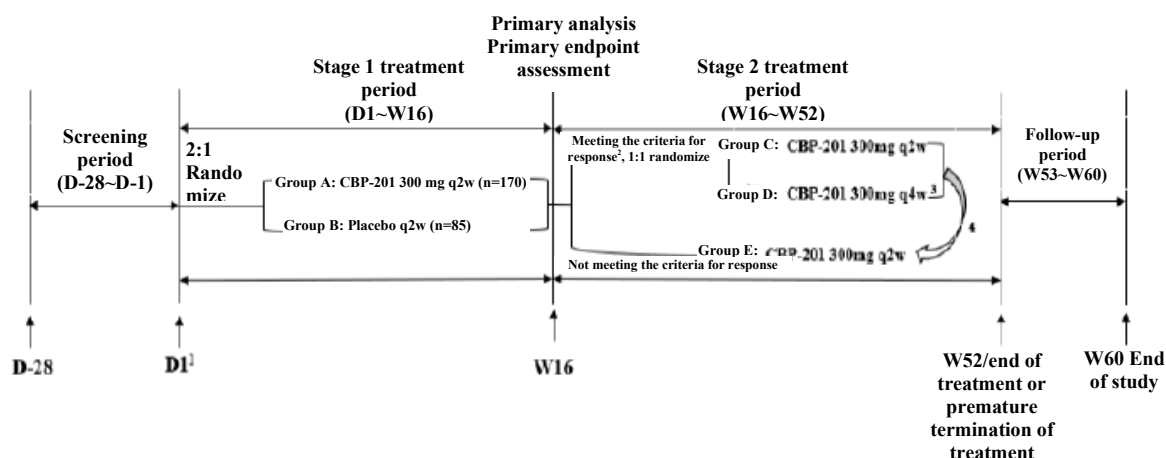 Primary analysis
Primary endpoint
assessment
Stage 1 treatment
period
(D1~W16)
Stage 2 treatment
period
(W16~W52)
Screening
period
(D-28~D-1)
2:1
Rando
mize
Group A: CBP-201 300 mg q2w (n=170)
Group B: Placebo q2w (n=85)
Meeting the criteria for
response², 1:1 randomize
Group C: CBP-201 300mg q2w
Group D: CBP-201 300mg q4w³
4
Group E: CBP-201 300mg q2w
Not meeting the criteria for response
Follow-up
period
(W53~W60)
D-28
D1¹
W16
W52/end of
treatment or
premature
termination of
treatment
W60 End
of study